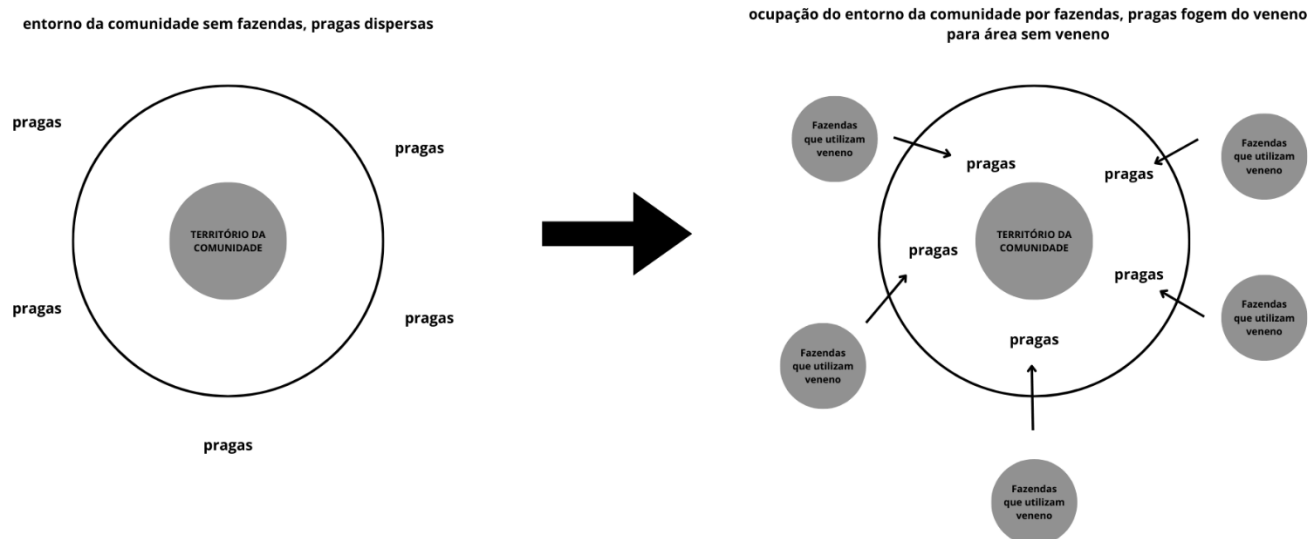 entorno da comunidade sem fazendas, pragas dispersas
pragas
pragas
TERRITÓRIO DA
COMUNIDADE
pragas
pragas
pragas
ocupação do entorno da comunidade por fazendas, pragas fogem do veneno
para área sem veneno
Fazendas
que utilizam
veneno
pragas
pragas
Fazendas
que utilizam
veneno
TERRITÓRIO DA
COMUNIDADE
pragas
pragas
Fazendas
que utilizam
veneno
Fazendas
que utilizam
veneno
pragas
Fazendas
que utilizam
veneno